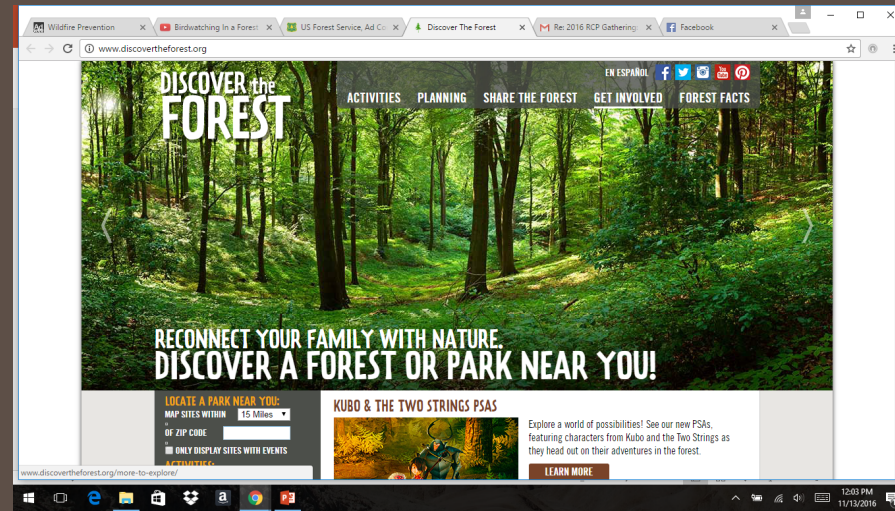 Wildfire Prevention
Birdwatching In a Forest
US Forest Service, Ad Co
Discover The Forest
Re: 2016 RCP Gathering:
Facebook
www.discovertheforest.org
DISCOVER the
FOREST
EN ESPAÑOL
ACTIVITIES PLANNING SHARE THE FOREST GET INVOLVED FOREST FACTS
RECONNECT YOUR FAMILY WITH NATURE.
DISCOVER A FOREST OR PARK NEAR YOU!
LOCATE A PARK NEAR YOU:
MAP SITES WITHIN 15 Miles
OF ZIP CODE
ONLY DISPLAY SITES WITH EVENTS
ACTIVITIES:
KUBO & THE TWO STRINGS PSAS
Explore a world of possibilities! See our new PSAs,
featuring characters from Kubo and the Two Strings as
they head out on their adventures in the forest.
LEARN MORE
www.discovertheforest.org/more-to-explore/
12:03 PM
11/13/2016